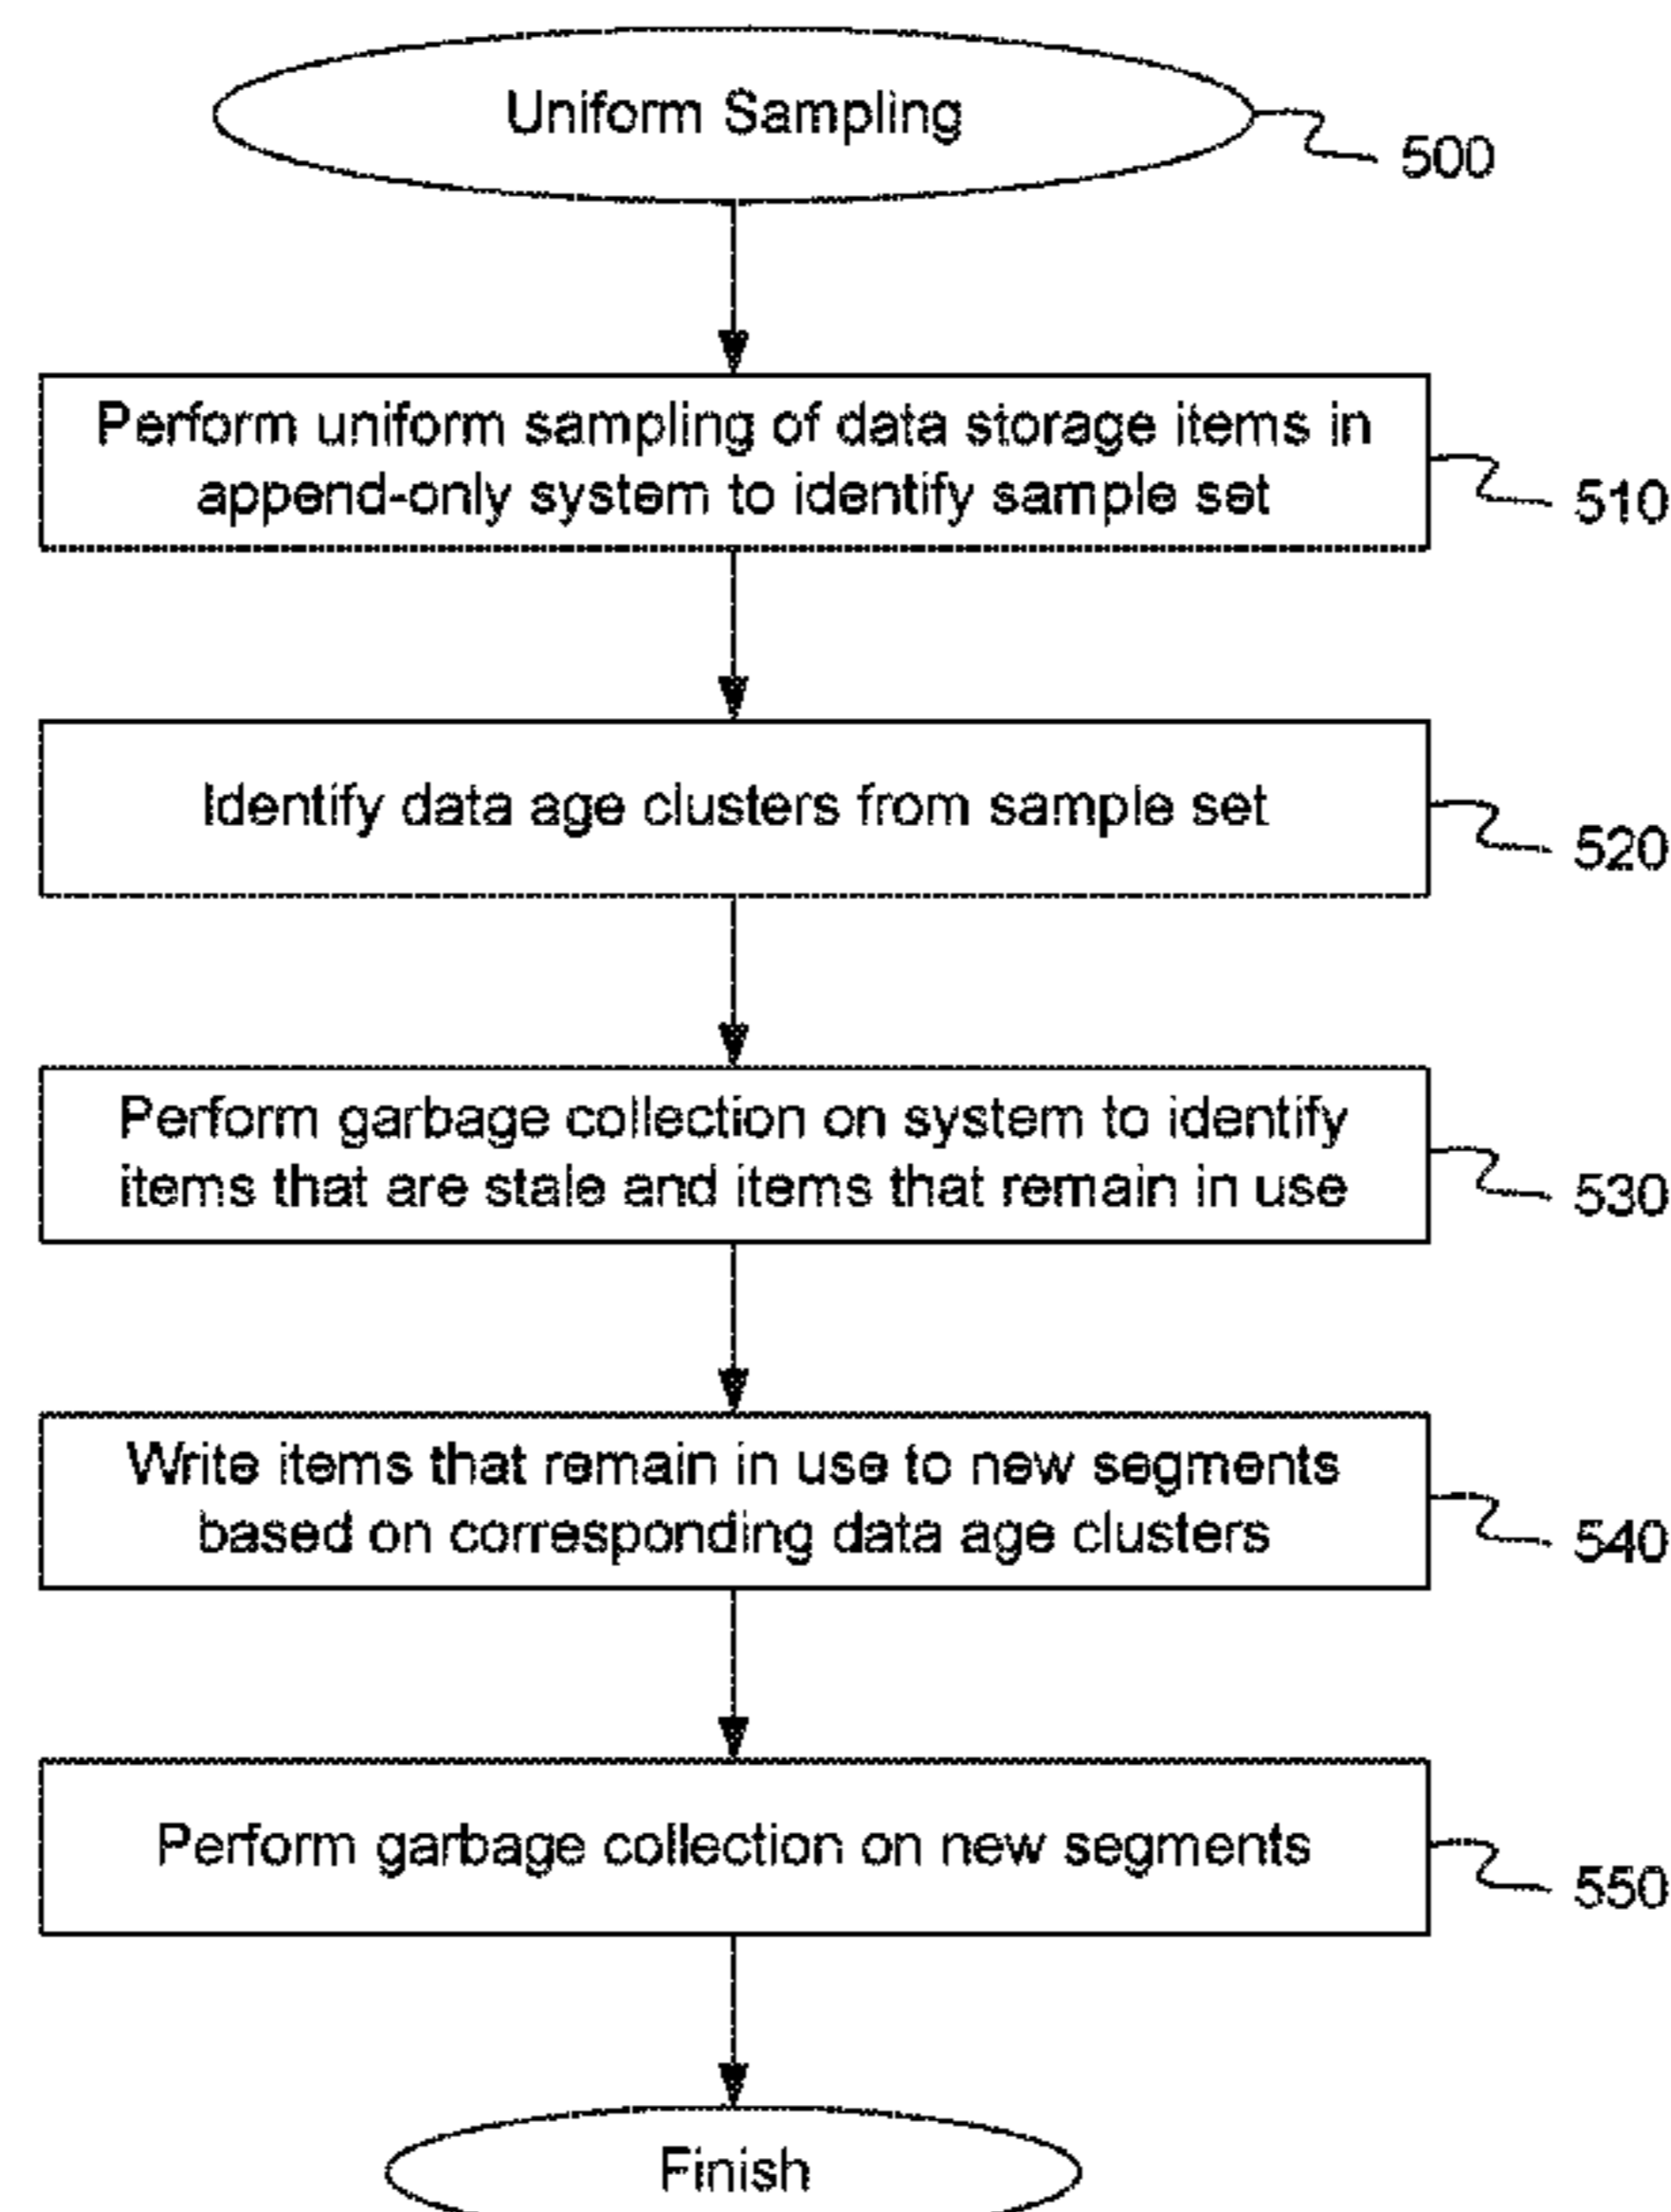 Uniform Sampling
500
Perform uniform sampling of data storage items in
append-only system to identify sample set
510
Identify data age clusters from sample set
520
Perform garbage collection on system to identify
items that are stale and items that remain in use
530
Write items that remain in use to new segments
based on corresponding data age clusters
540
Perform garbage collection on new segments
550
Finish